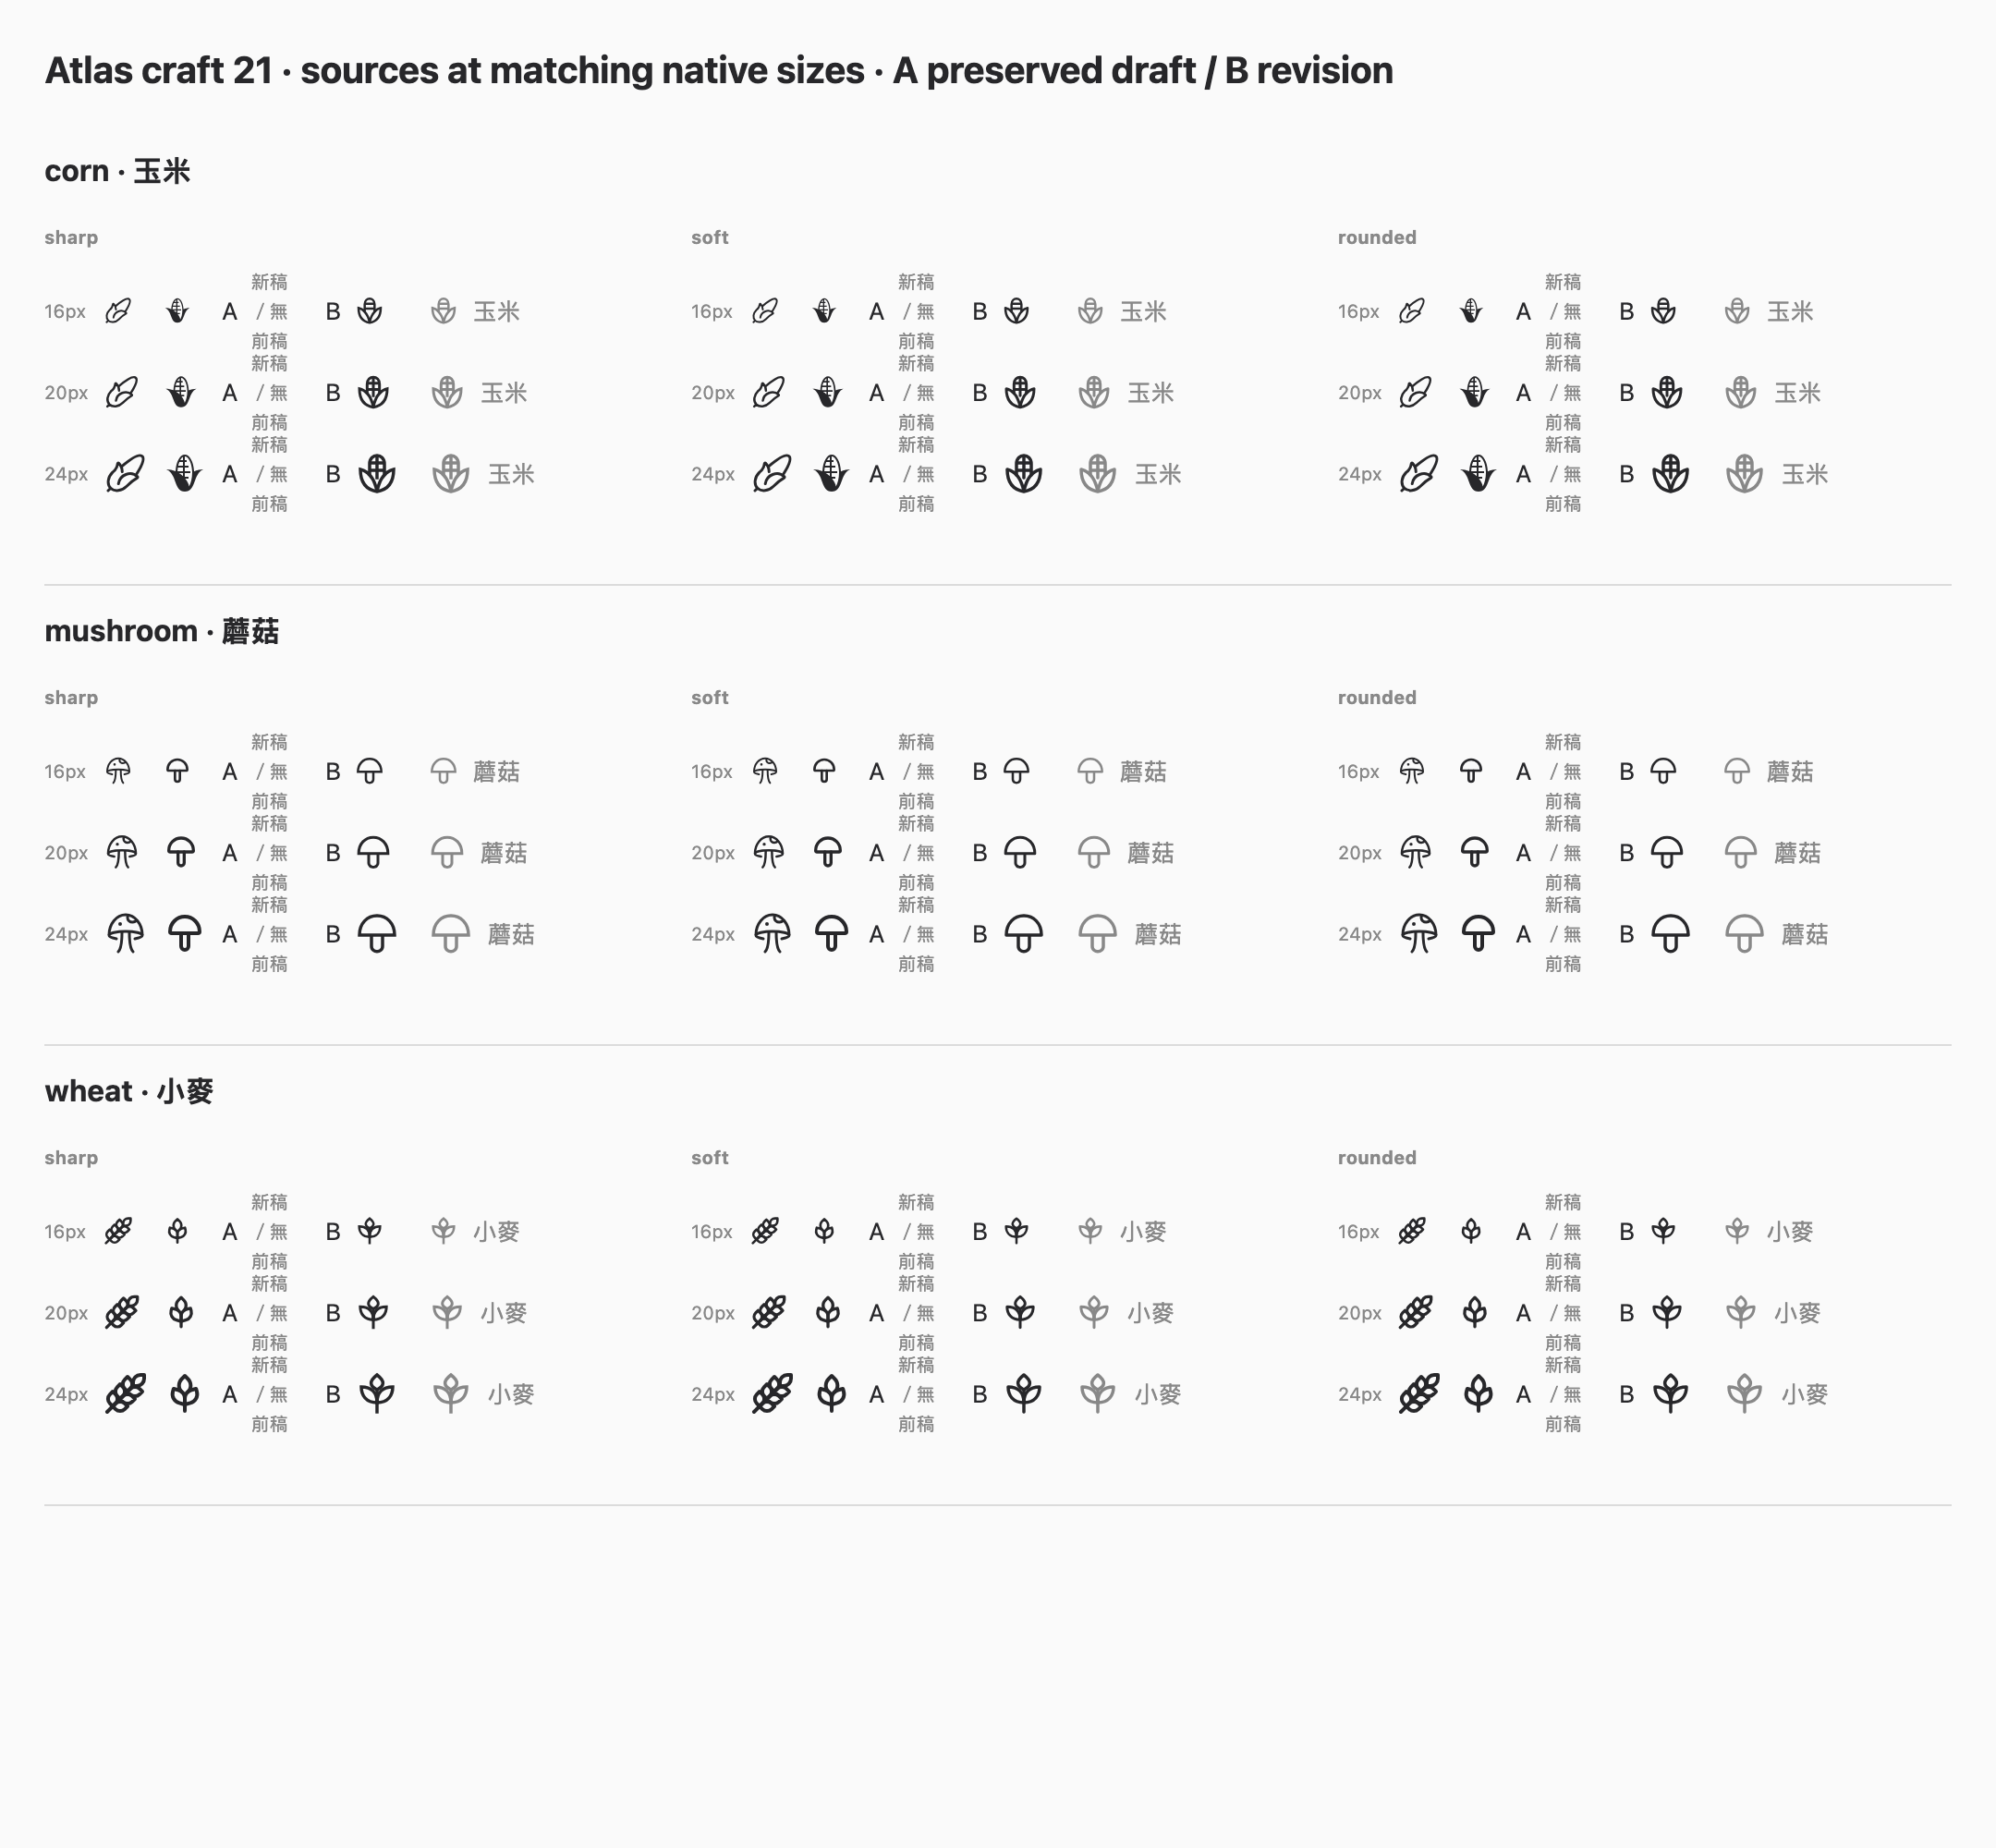 Atlas craft 21 · sources at matching native sizes · A preserved draft / B revision
corn · 玉米
sharp
16px A 新稿 / 無前稿 B 玉米
20px A 新稿 / 無前稿 B 玉米
24px A 新稿 / 無前稿 B 玉米
soft
16px A 新稿 / 無前稿 B 玉米
20px A 新稿 / 無前稿 B 玉米
24px A 新稿 / 無前稿 B 玉米
rounded
16px A 新稿 / 無前稿 B 玉米
20px A 新稿 / 無前稿 B 玉米
24px A 新稿 / 無前稿 B 玉米
mushroom · 蘑菇
sharp
16px A 新稿 / 無前稿 B 蘑菇
20px A 新稿 / 無前稿 B 蘑菇
24px A 新稿 / 無前稿 B 蘑菇
soft
16px A 新稿 / 無前稿 B 蘑菇
20px A 新稿 / 無前稿 B 蘑菇
24px A 新稿 / 無前稿 B 蘑菇
rounded
16px A 新稿 / 無前稿 B 蘑菇
20px A 新稿 / 無前稿 B 蘑菇
24px A 新稿 / 無前稿 B 蘑菇
wheat · 小麥
sharp
16px A 新稿 / 無前稿 B 小麥
20px A 新稿 / 無前稿 B 小麥
24px A 新稿 / 無前稿 B 小麥
soft
16px A 新稿 / 無前稿 B 小麥
20px A 新稿 / 無前稿 B 小麥
24px A 新稿 / 無前稿 B 小麥
rounded
16px A 新稿 / 無前稿 B 小麥
20px A 新稿 / 無前稿 B 小麥
24px A 新稿 / 無前稿 B 小麥